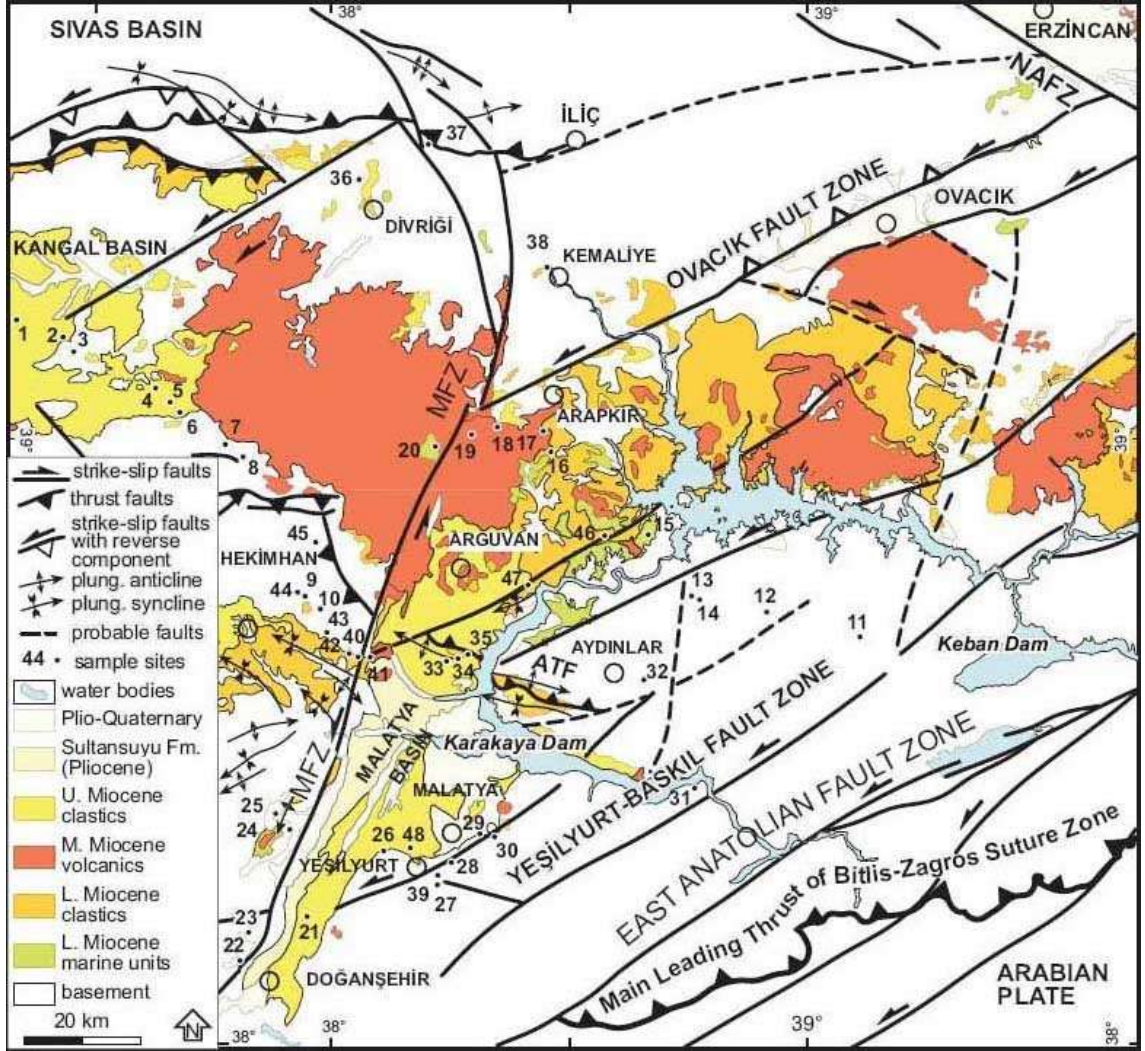 38°
39°
SIVAS BASIN
ERZİNCAN
NAFZ
İLİÇ
37
36
DİVRİĞİ
OVACIK FAULT ZONE
OVACIK
KANGAL BASIN
38
KEMALİYE
1
2
3
4
5
6
7
8
MFZ
ARAPKİR
20
19
18
17
16
39°
39°
strike-slip faults
thrust faults
strike-slip faults
with reverse
component
plung. anticline
plung. syncline
probable faults
44 sample sites
water bodies
Plio-Quaternary
Sultansuyu Fm.
(Pliocene)
U. Miocene
clastics
M. Miocene
volcanics
L. Miocene
clastics
L. Miocene
marine units
basement
20 km
N
45
HEKİMHAN
ARGUVAN
46
15
44
9
10
47
13
14
12
11
43
42
40
41
35
33
34
AYDINLAR
32
ATF
Keban Dam
MALATYA
BASIN
Karakaya Dam
MFZ
MALATYA
YEŞİLYURT-BASKIL FAULT ZONE
31
25
24
26
48
29
30
YEŞİLYURT
28
39
27
EAST ANATOLIAN FAULT ZONE
Main Leading Thrust of Bitlis-Zagros Suture Zone
23
22
21
DOĞANŞEHİR
ARABIAN
PLATE
38°
38°
39°
38°